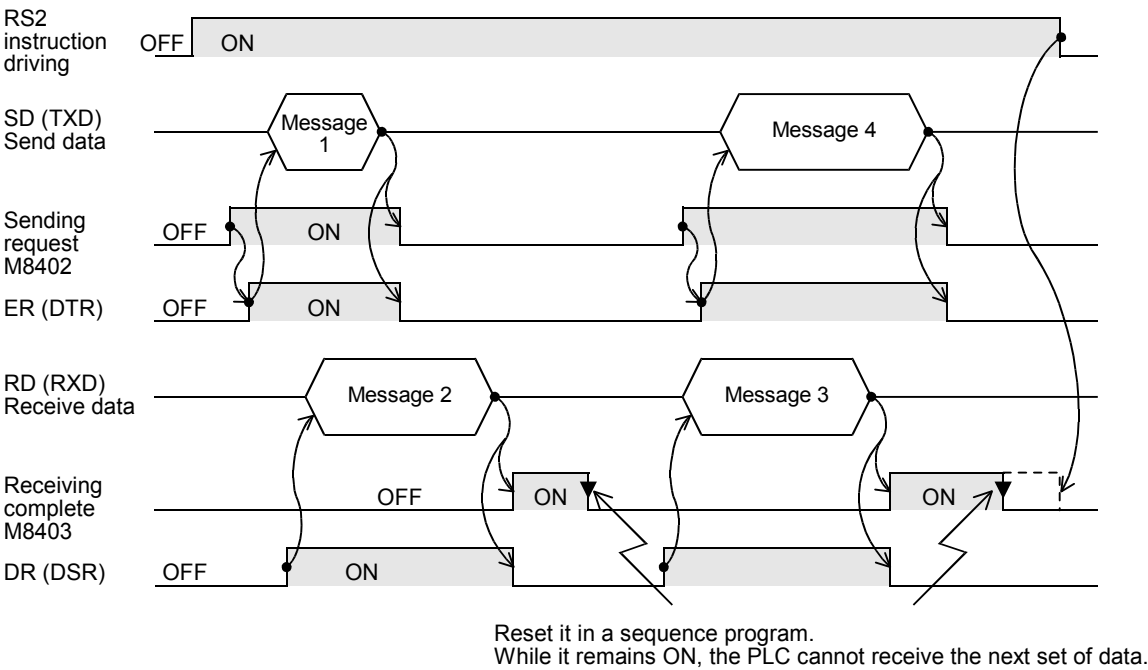 RS2
instruction
driving
OFF
ON
SD (TXD)
Send data
Message
1
Message 4
Sending
request
M8402
OFF
ON
ER (DTR)
OFF
ON
RD (RXD)
Receive data
Message 2
Message 3
Receiving
complete
M8403
OFF
ON
ON
DR (DSR)
OFF
ON
Reset it in a sequence program.
While it remains ON, the PLC cannot receive the next set of data.